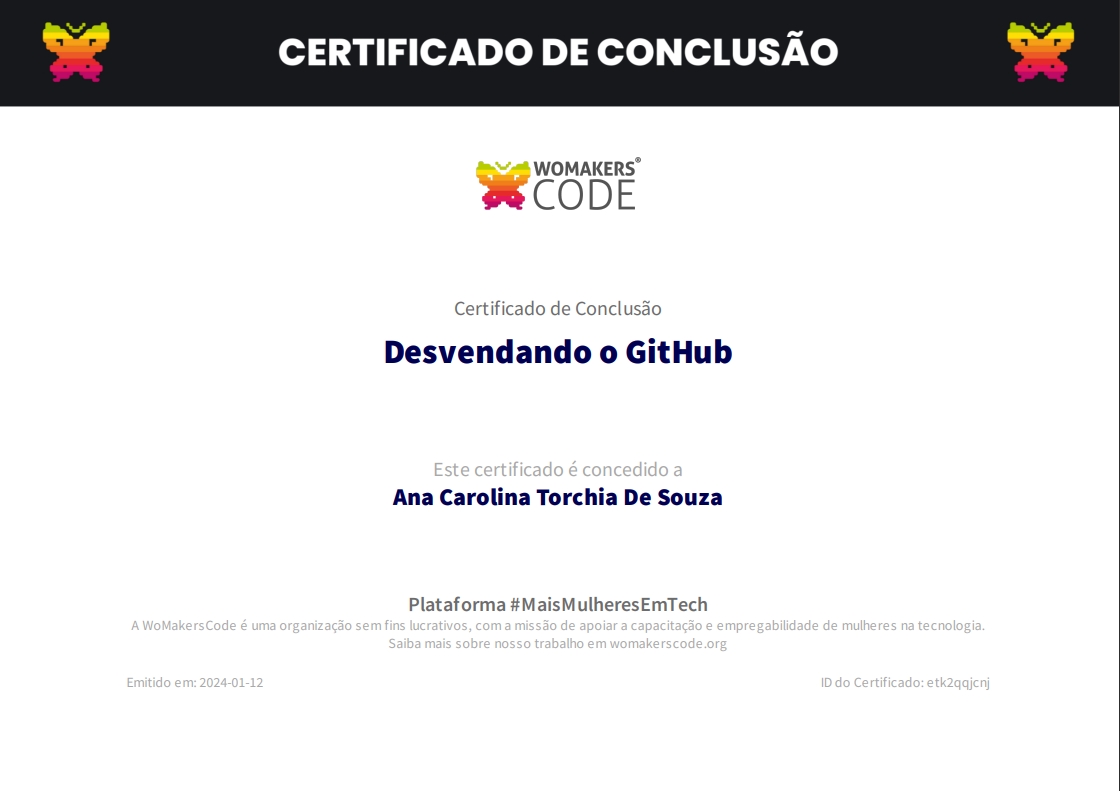 CERTIFICADO DE CONCLUSÃO
WOMAKERS®
CODE
Certificado de Conclusão
Desvendando o GitHub
Este certificado é concedido a
Ana Carolina Torchia De Souza
Plataforma #MaisMulheresEmTech
A WoMakersCode é uma organização sem fins lucrativos, com a missão de apoiar a capacitação e empregabilidade de mulheres na tecnologia.
Saiba mais sobre nosso trabalho em womakerscode.org
Emitido em: 2024-01-12
ID do Certificado: etk2qqjcnj